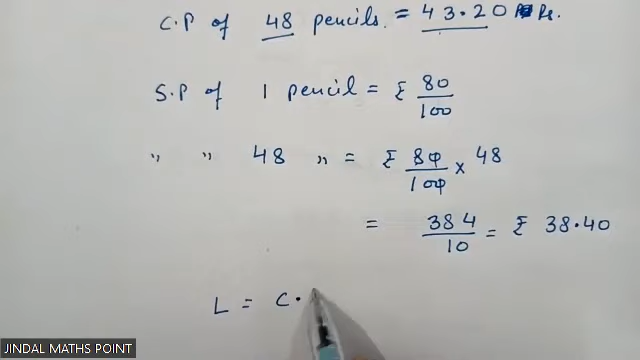 C.P of 48 pencils. = 43.20 Rs.
S.P of 1 pencil = ₹ 80/100
" " 48 " = ₹ 80/100 × 48
= 384/10 = ₹ 38.40
L = C.
JINDAL MATHS POINT